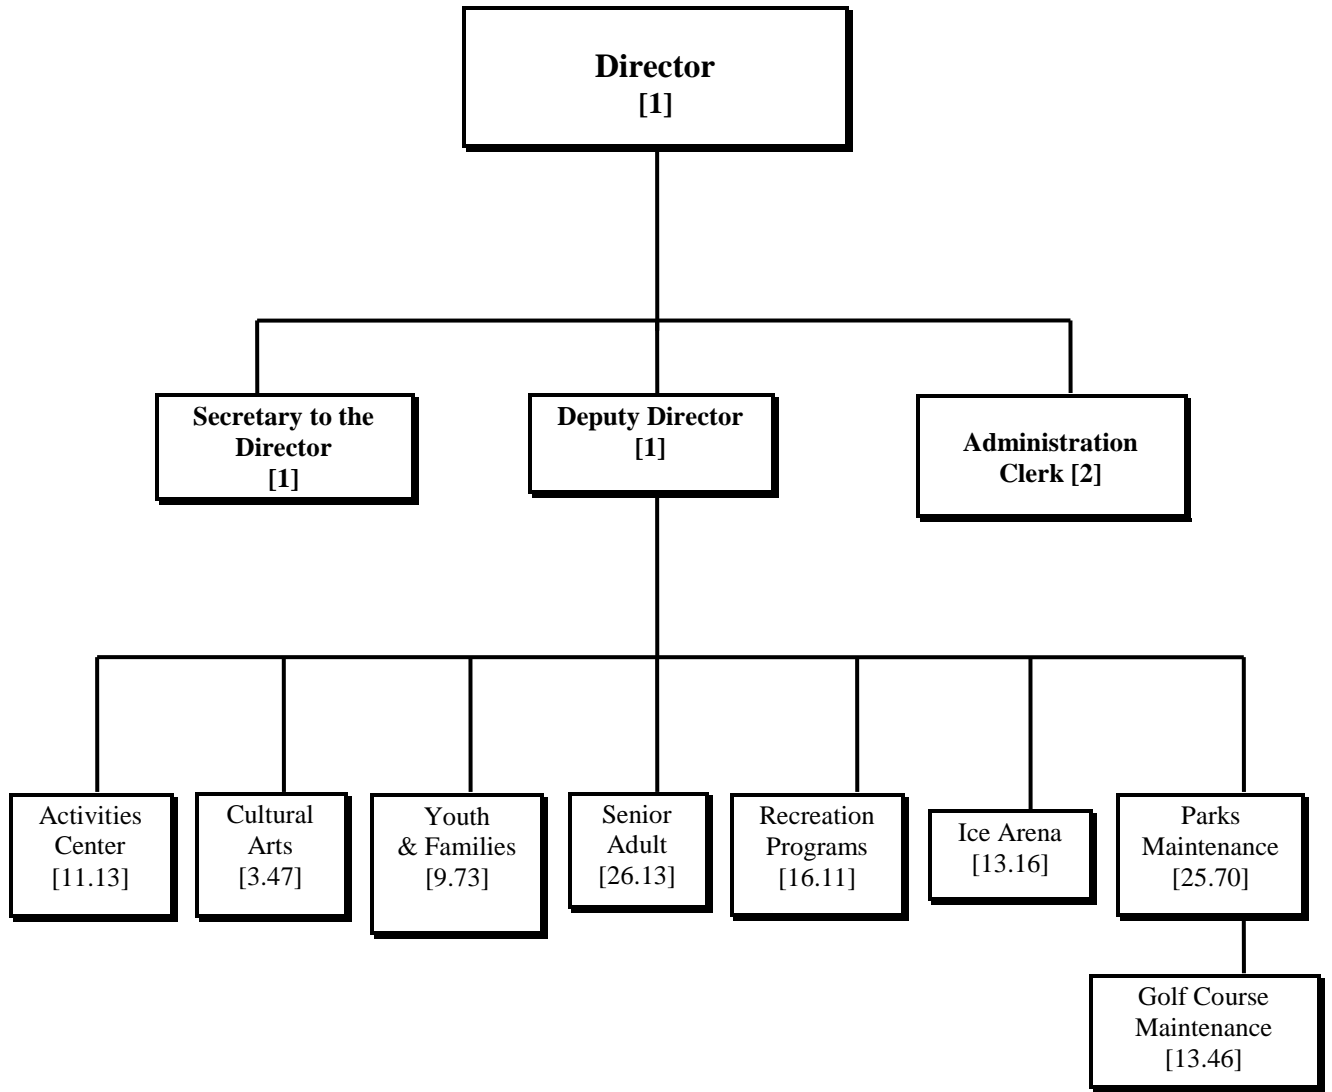 Director
[1]
Secretary to the
Director
[1]
Deputy Director
[1]
Administration
Clerk [2]
Activities
Center
[11.13]
Cultural
Arts
[3.47]
Youth
& Families
[9.73]
Senior
Adult
[26.13]
Recreation
Programs
[16.11]
Ice Arena
[13.16]
Parks
Maintenance
[25.70]
Golf Course
Maintenance
[13.46]